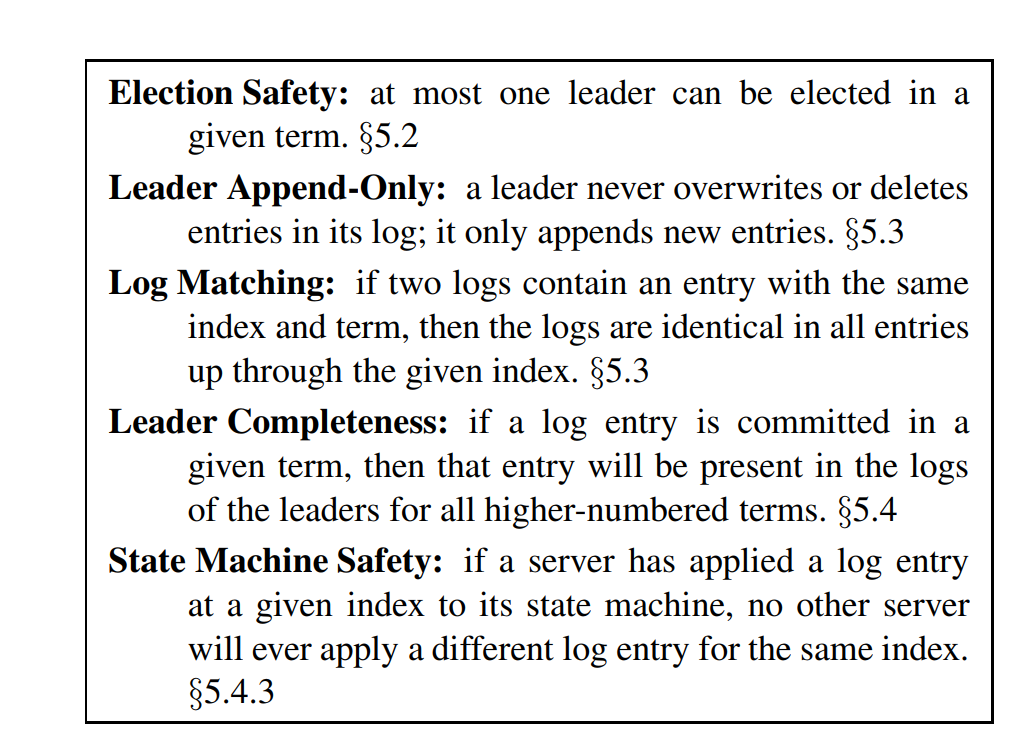 Election Safety: at most one leader can be elected in a
given term. §5.2
Leader Append-Only: a leader never overwrites or deletes
entries in its log; it only appends new entries. §5.3
Log Matching: if two logs contain an entry with the same
index and term, then the logs are identical in all entries
up through the given index. §5.3
Leader Completeness: if a log entry is committed in a
given term, then that entry will be present in the logs
of the leaders for all higher-numbered terms. §5.4
State Machine Safety: if a server has applied a log entry
at a given index to its state machine, no other server
will ever apply a different log entry for the same index.
§5.4.3